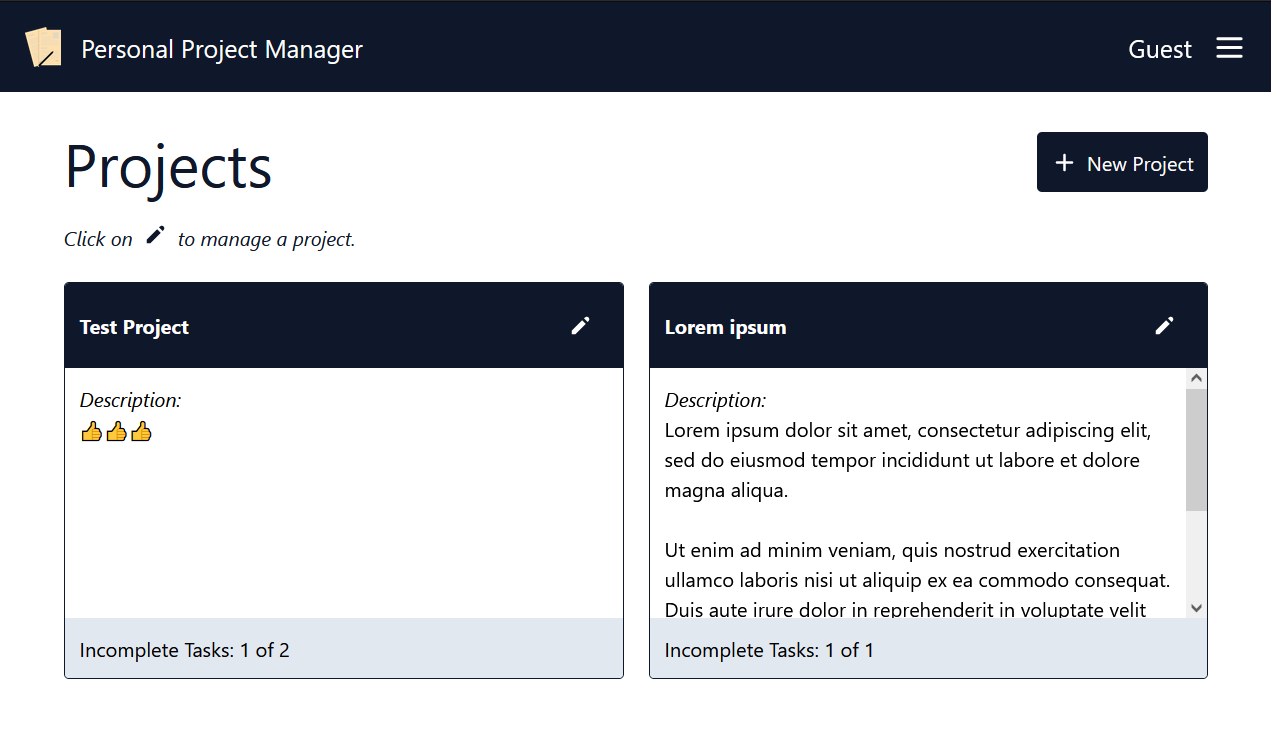 Personal Project Manager
Guest
Projects
New Project
Click on to manage a project.
Test Project
Description:
👍👍👍
Incomplete Tasks: 1 of 2
Lorem ipsum
Description:
Lorem ipsum dolor sit amet, consectetur adipiscing elit,
sed do eiusmod tempor incididunt ut labore et dolore
magna aliqua.
Ut enim ad minim veniam, quis nostrud exercitation
ullamco laboris nisi ut aliquip ex ea commodo consequat.
Duis aute irure dolor in reprehenderit in voluptate velit
Incomplete Tasks: 1 of 1